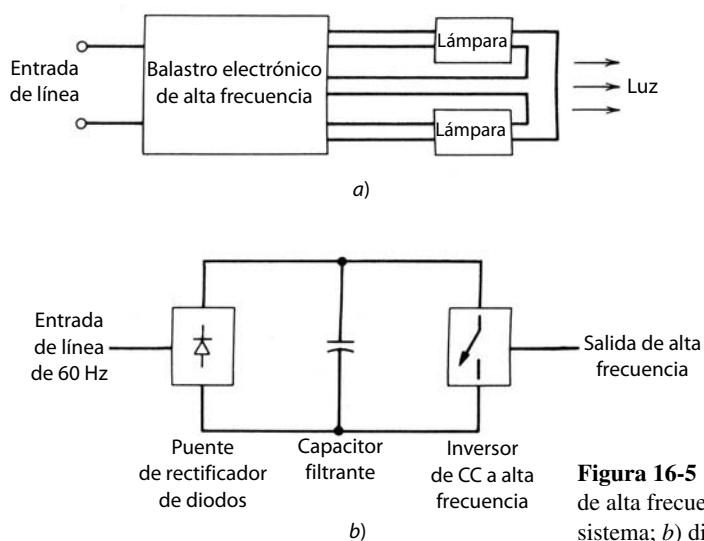 Entrada
de línea
Balastro electrónico
de alta frecuencia
Lámpara
Lámpara
Luz
a)
Entrada
de línea
de 60 Hz
Salida de alta
frecuencia
Puente
de rectificador
de diodos
Capacitor
filtrante
Inversor
de CC a alta
frecuencia
b)
Figura 16-5
de alta frecue
sistema; b) di